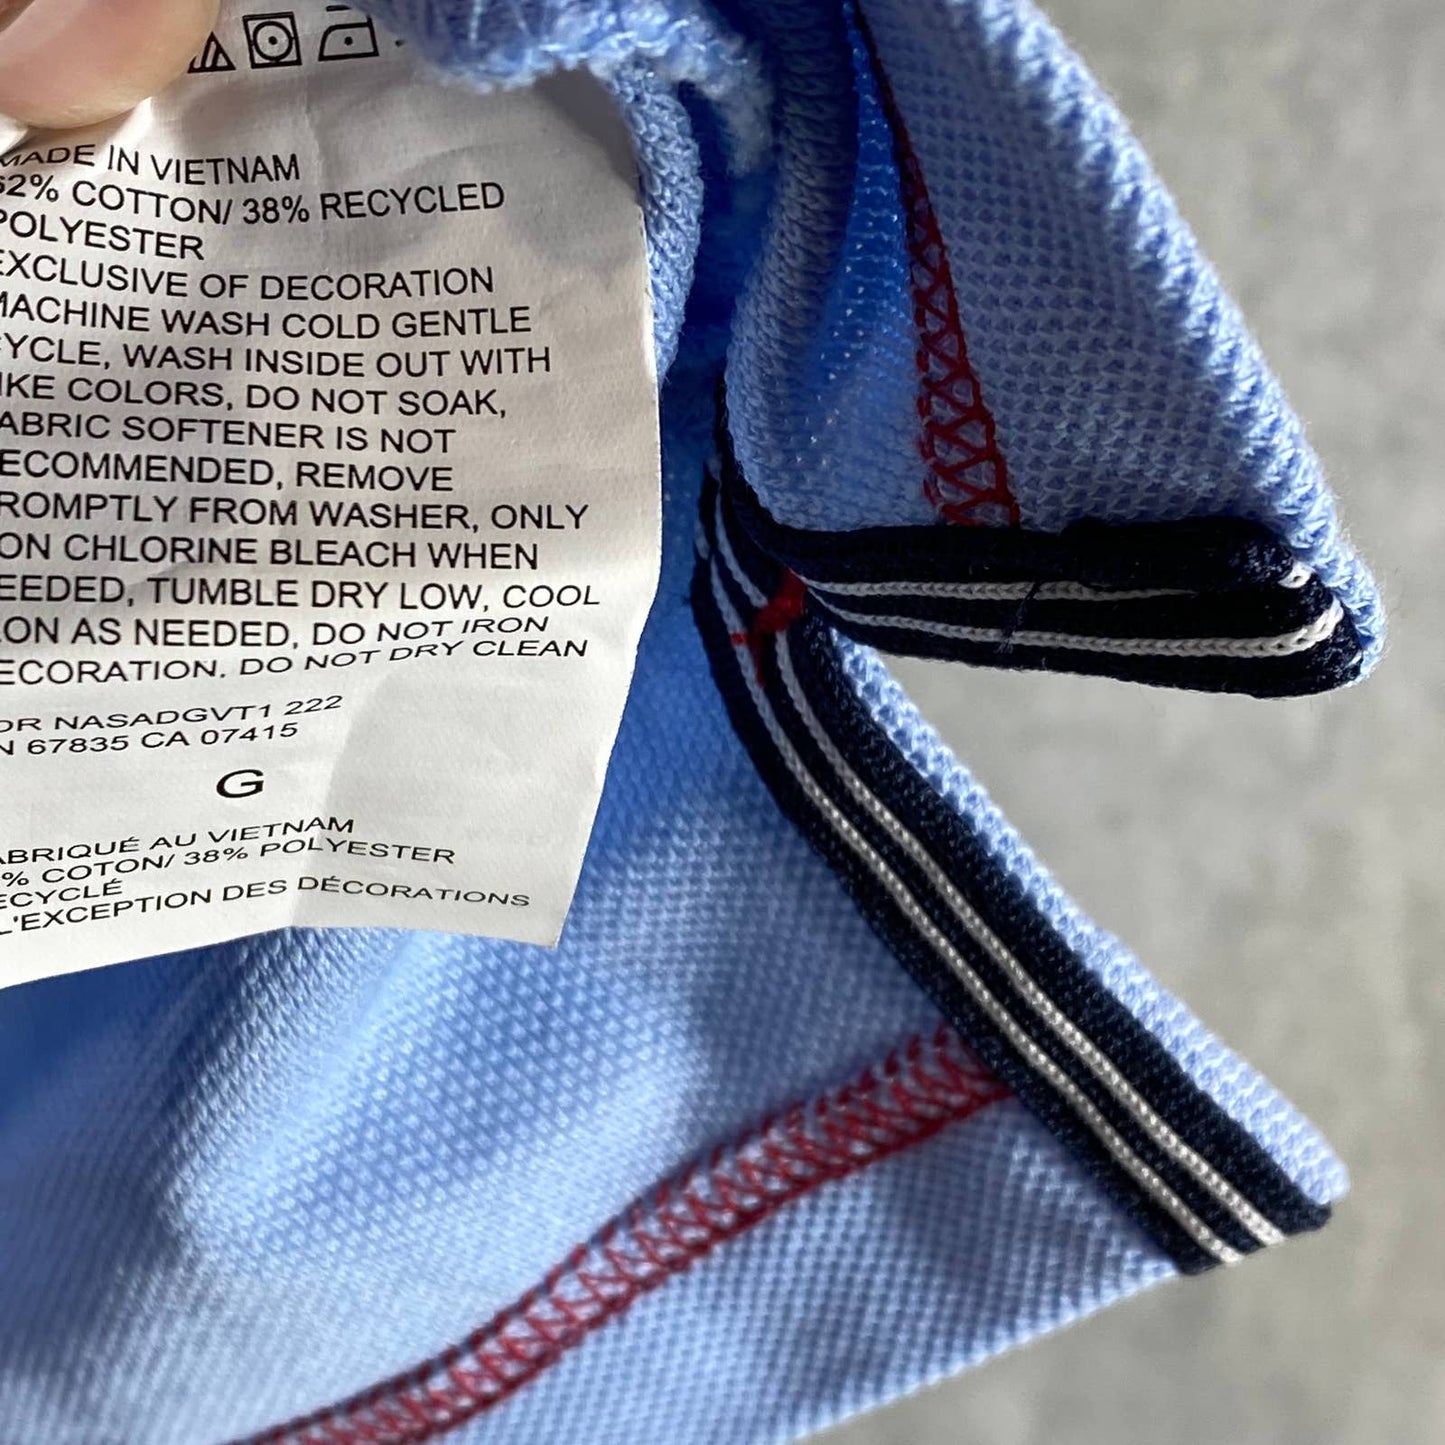 MADE IN VIETNAM
62% COTTON/ 38% RECYCLED
POLYESTER
EXCLUSIVE OF DECORATION
MACHINE WASH COLD GENTLE
CYCLE, WASH INSIDE OUT WITH
LIKE COLORS, DO NOT SOAK,
FABRIC SOFTENER IS NOT
RECOMMENDED, REMOVE
PROMPTLY FROM WASHER, ONLY
NON CHLORINE BLEACH WHEN
NEEDED, TUMBLE DRY LOW, COOL
IRON AS NEEDED, DO NOT IRON
DECORATION. DO NOT DRY CLEAN
NASADGVT1 222
RN 67835 CA 07415
G
FABRIQUÉ AU VIETNAM
% COTON/ 38% POLYESTER
RECYCLÉ
L'EXCEPTION DES DÉCORATIONS